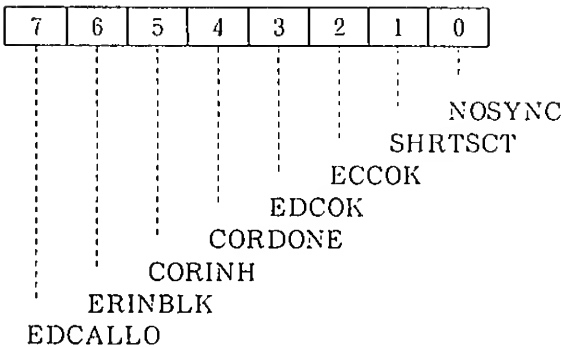 7 6 5 4 3 2 1 0
NOSYNC
SHRTSCT
ECCOK
EDCOK
CORDONE
CORINH
ERINBLK
EDCALLO